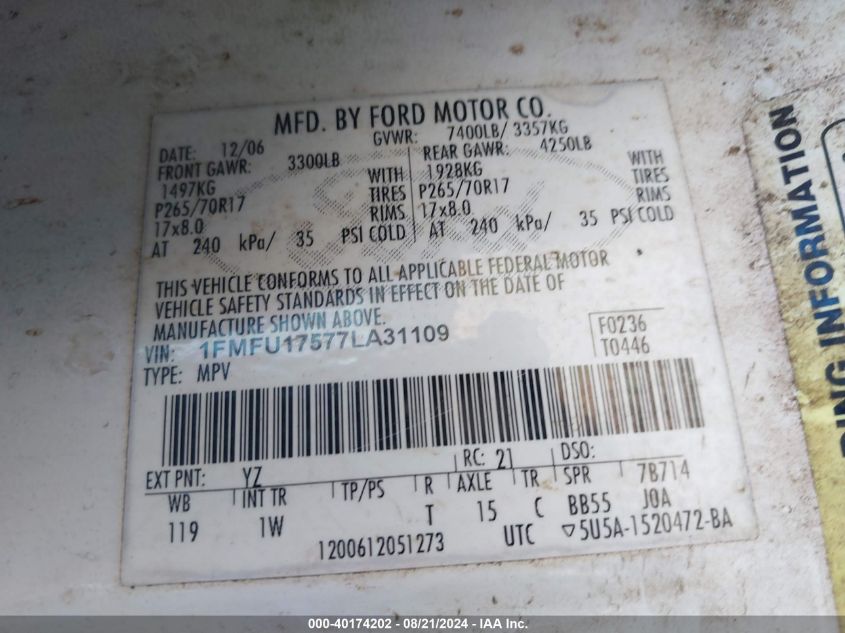 MFD. BY FORD MOTOR CO.
DATE: 12/06 GVWR: 7400LB/ 3357KG
FRONT GAWR: 3300LB REAR GAWR: 4250LB
1497KG WITH 1928KG WITH
P265/70R17 TIRES P265/70R17 TIRES
17x8.0 RIMS 17x8.0 RIMS
AT 240 kPa/ 35 PSI COLD AT 240 kPa/ 35 PSI COLD
THIS VEHICLE CONFORMS TO ALL APPLICABLE FEDERAL MOTOR
VEHICLE SAFETY STANDARDS IN EFFECT ON THE DATE OF
MANUFACTURE SHOWN ABOVE.
VIN: 1FMFU17577LA31109 F0236
TYPE: MPV T0446
EXT PNT: YZ RC: 21 DSO:
WB INT TR TP/PS R AXLE TR SPR 7B714
119 1W T 15 C BB55 J0A
1200612051273 UTC ▽5U5A-1520472-BA
DING INFORMATION
000-40174202 - 08/21/2024 - IAA Inc.